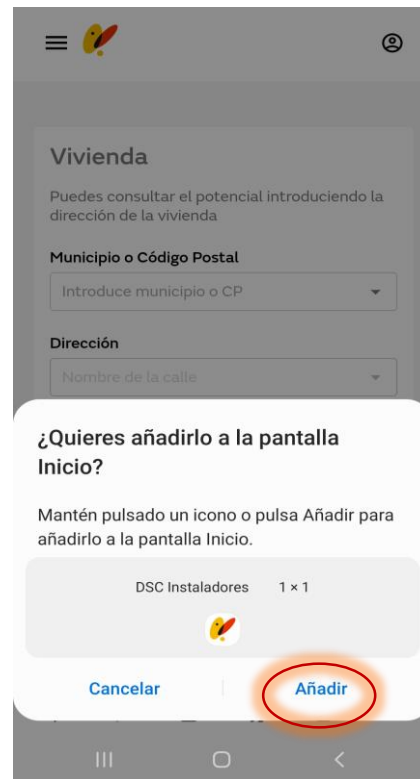 Vivienda
Puedes consultar el potencial introduciendo la
dirección de la vivienda
Municipio o Código Postal
Introduce municipio o CP
Dirección
Nombre de la calle
¿Quieres añadirlo a la pantalla
Inicio?
Mantén pulsado un icono o pulsa Añadir para
añadirlo a la pantalla Inicio.
DSC Instaladores 1 × 1
Cancelar Añadir